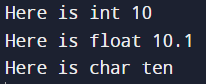 Here is int 10
Here is float 10.1
Here is char ten